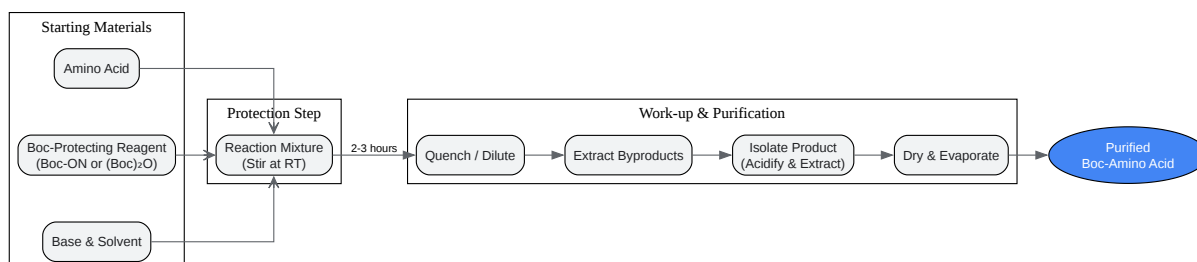 Starting Materials
Amino Acid
Boc-Protecting Reagent
(Boc-ON or (Boc)₂O)
Base & Solvent
Protection Step
Reaction Mixture
(Stir at RT)
2-3 hours
Work-up & Purification
Quench / Dilute
Extract Byproducts
Isolate Product
(Acidify & Extract)
Dry & Evaporate
Purified
Boc-Amino Acid